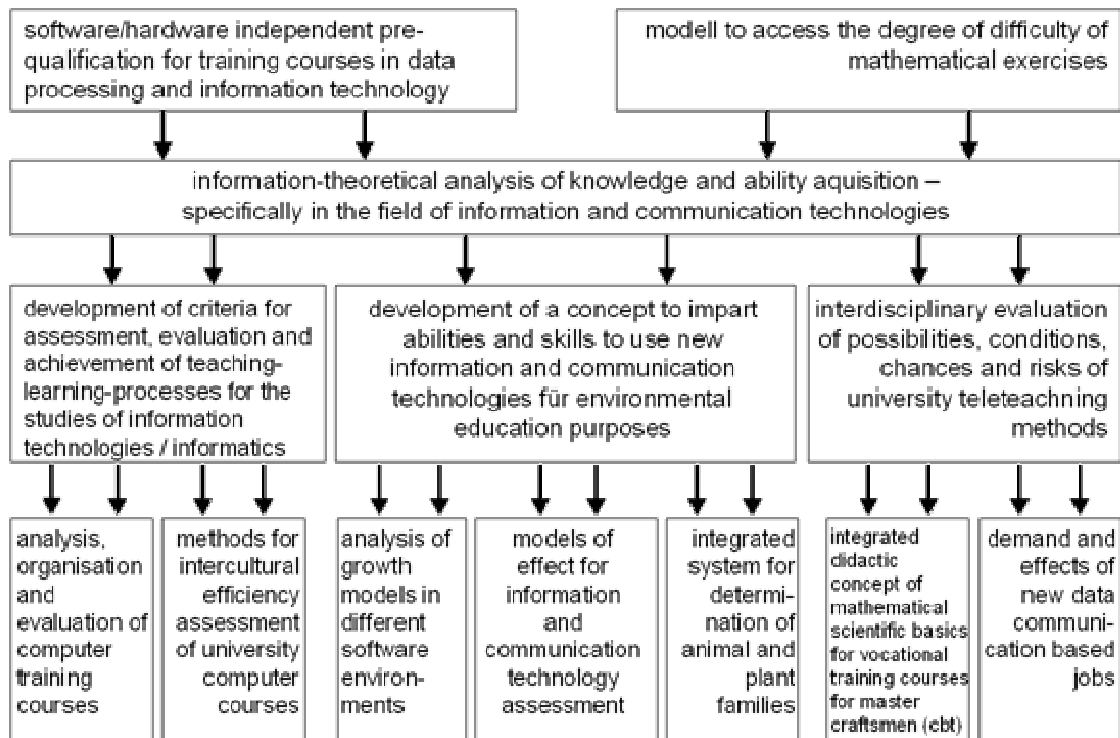 software/hardware independent pre-
qualification for training courses in data
processing and information technology
modell to access the degree of difficulty of
mathematical exercises
information-theoretical analysis of knowledge and ability aquisition –
specifically in the field of information and communication technologies
development of criteria for
assessment, evaluation and
achievement of teaching-
learning-processes for the
studies of information
technologies / informatics
development of a concept to impart
abilities and skills to use new
information and communication
technologies für environmental
education purposes
interdisciplinary evaluation
of possibilities, conditions,
chances and risks of
university teleteachning
methods
analysis,
organisation
and
evaluation of
computer
training
courses
methods for
intercultural
efficiency
assessment
of university
computer
courses
analysis of
growth
models in
different
software
environ-
ments
models of
effect for
information
and
communication
technology
assessment
integrated
system for
determi-
nation of
animal and
plant
families
integrated
didactic
concept of
mathematical
scientific basics
for vocational
training courses
for master
craftsmen (cbt)
demand and
effects of
new data
communi-
cation based
jobs